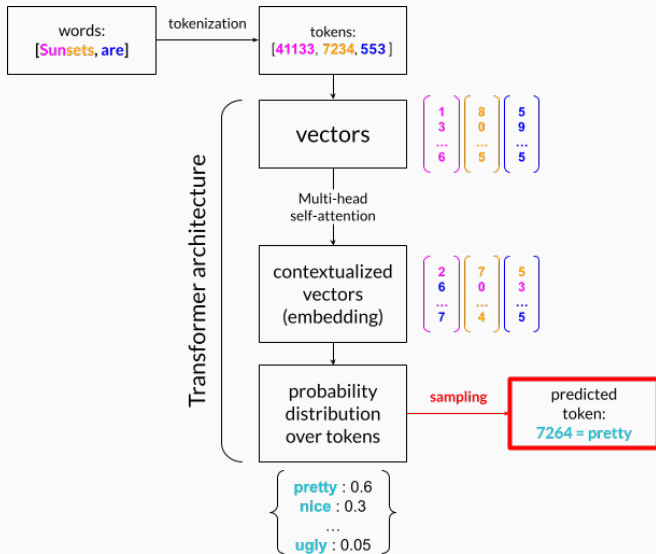 words:
[Sunsets, are]
tokenization
tokens:
[41133, 7234, 553 ]
Transformer architecture
vectors
1 8 5
3 0 9
... ... ...
6 5 5
Multi-head
self-attention
contextualized
vectors
(embedding)
2 7 5
6 0 3
... ... ...
7 4 5
probability
distribution
over tokens
sampling
predicted
token:
7264 = pretty
pretty : 0.6
nice : 0.3
...
ugly : 0.05